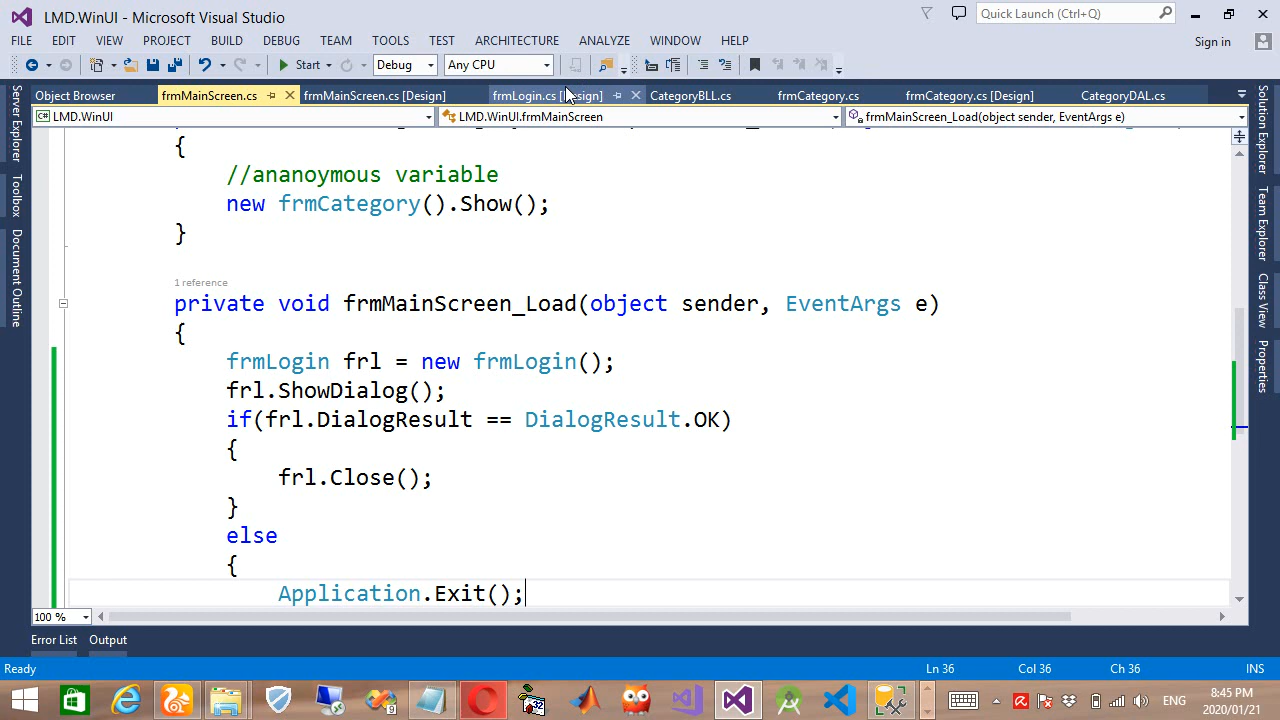 LMD.WinUI - Microsoft Visual Studio
Quick Launch (Ctrl+Q)
FILE EDIT VIEW PROJECT BUILD DEBUG TEAM TOOLS TEST ARCHITECTURE ANALYZE WINDOW HELP
Sign in
Start Debug Any CPU
Object Browser frmMainScreen.cs frmMainScreen.cs [Design] frmLogin.cs [Design] CategoryBLL.cs frmCategory.cs frmCategory.cs [Design] CategoryDAL.cs
LMD.WinUI LMD.WinUI.frmMainScreen frmMainScreen_Load(object sender, EventArgs e)
Server Explorer
Toolbox
Document Outline
{
//ananoymous variable
new frmCategory().Show();
}
1 reference
private void frmMainScreen_Load(object sender, EventArgs e)
{
frmLogin frl = new frmLogin();
frl.ShowDialog();
if(frl.DialogResult == DialogResult.OK)
{
frl.Close();
}
else
{
Application.Exit();
Solution Explorer
Team Explorer
Class View
Properties
100 %
Error List Output
Ready Ln 36 Col 36 Ch 36 INS
ENG
8:45 PM
2020/01/21